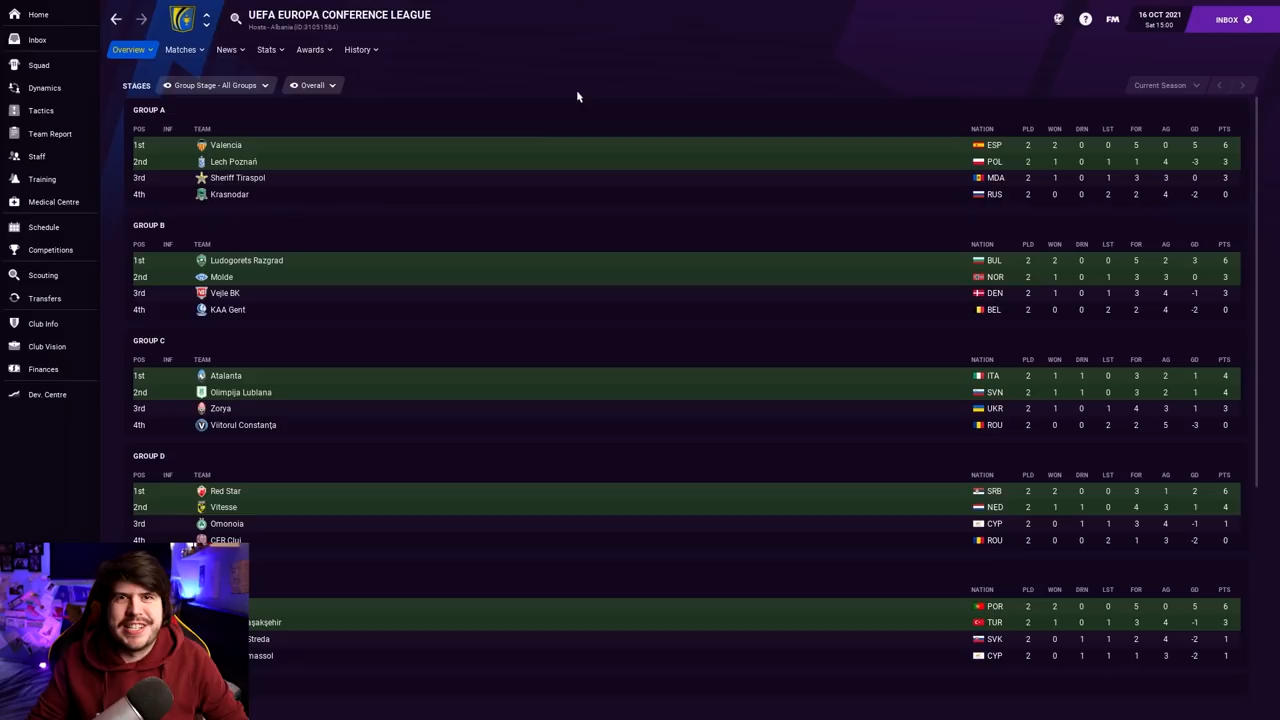 Home
Inbox
Squad
Dynamics
Tactics
Team Report
Staff
Training
Medical Centre
Schedule
Competitions
Scouting
Transfers
Club Info
Club Vision
Finances
Dev. Centre
UEFA EUROPA CONFERENCE LEAGUE
Hosts - Albania (ID:31051584)
FM
16 OCT 2021
Sat 15:00
INBOX
Overview Matches News Stats Awards History
STAGES Group Stage - All Groups Overall Current Season
GROUP A
POS INF TEAM NATION PLD WON DRN LST FOR AG GD PTS
1st Valencia ESP 2 2 0 0 5 0 5 6
2nd Lech Poznań POL 2 1 0 1 1 4 -3 3
3rd Sheriff Tiraspol MDA 2 1 0 1 3 3 0 3
4th Krasnodar RUS 2 0 0 2 2 4 -2 0
GROUP B
POS INF TEAM NATION PLD WON DRN LST FOR AG GD PTS
1st Ludogorets Razgrad BUL 2 2 0 0 5 2 3 6
2nd Molde NOR 2 1 0 1 3 3 0 3
3rd Vejle BK DEN 2 1 0 1 3 4 -1 3
4th KAA Gent BEL 2 0 0 2 2 4 -2 0
GROUP C
POS INF TEAM NATION PLD WON DRN LST FOR AG GD PTS
1st Atalanta ITA 2 1 1 0 3 2 1 4
2nd Olimpija Lublana SVN 2 1 1 0 3 2 1 4
3rd Zorya UKR 2 1 0 1 4 3 1 3
4th Viitorul Constanţa ROU 2 0 0 2 2 5 -3 0
GROUP D
POS INF TEAM NATION PLD WON DRN LST FOR AG GD PTS
1st Red Star SRB 2 2 0 0 3 1 2 6
2nd Vitesse NED 2 1 1 0 4 3 1 4
3rd Omonoia CYP 2 0 1 1 3 4 -1 1
4th CFR Cluj ROU 2 0 0 2 1 3 -2 0
NATION PLD WON DRN LST FOR AG GD PTS
POR 2 2 0 0 5 0 5 6
aşakşehir TUR 2 1 0 1 3 4 -1 3
Streda SVK 2 0 1 1 2 4 -2 1
massol CYP 2 0 1 1 1 3 -2 1